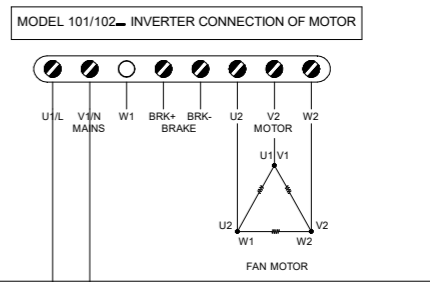 MODEL 101/102 - INVERTER CONNECTION OF MOTOR
U1/L V1/N W1 BRK+ BRK- U2 V2 W2
MAINS BRAKE MOTOR
U1 V1
U2 V2
W1 W2
FAN MOTOR